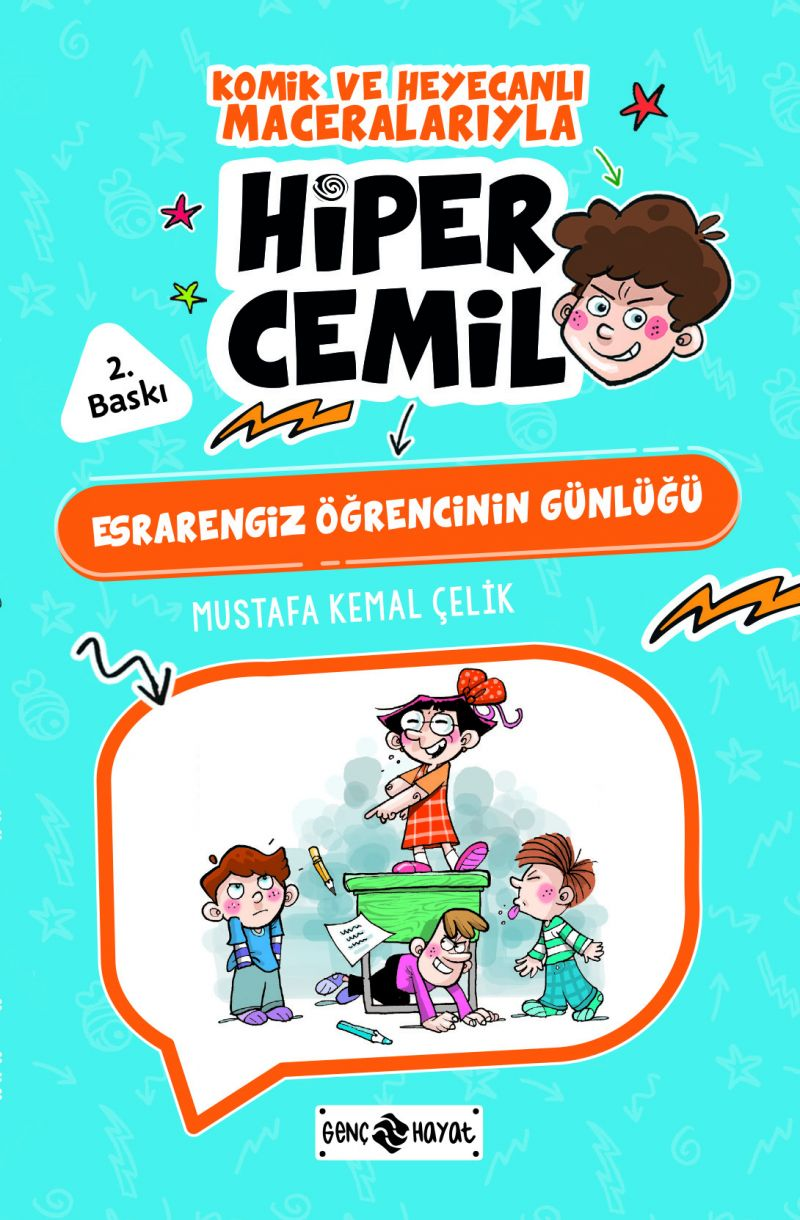 KOMİK VE HEYECANLI
MACERALARIYLA
HİPER
CEMİL
2.
Baskı
ESRARENGİZ ÖĞRENCİNİN GÜNLÜĞÜ
MUSTAFA KEMAL ÇELİK
GENÇ HAYAT